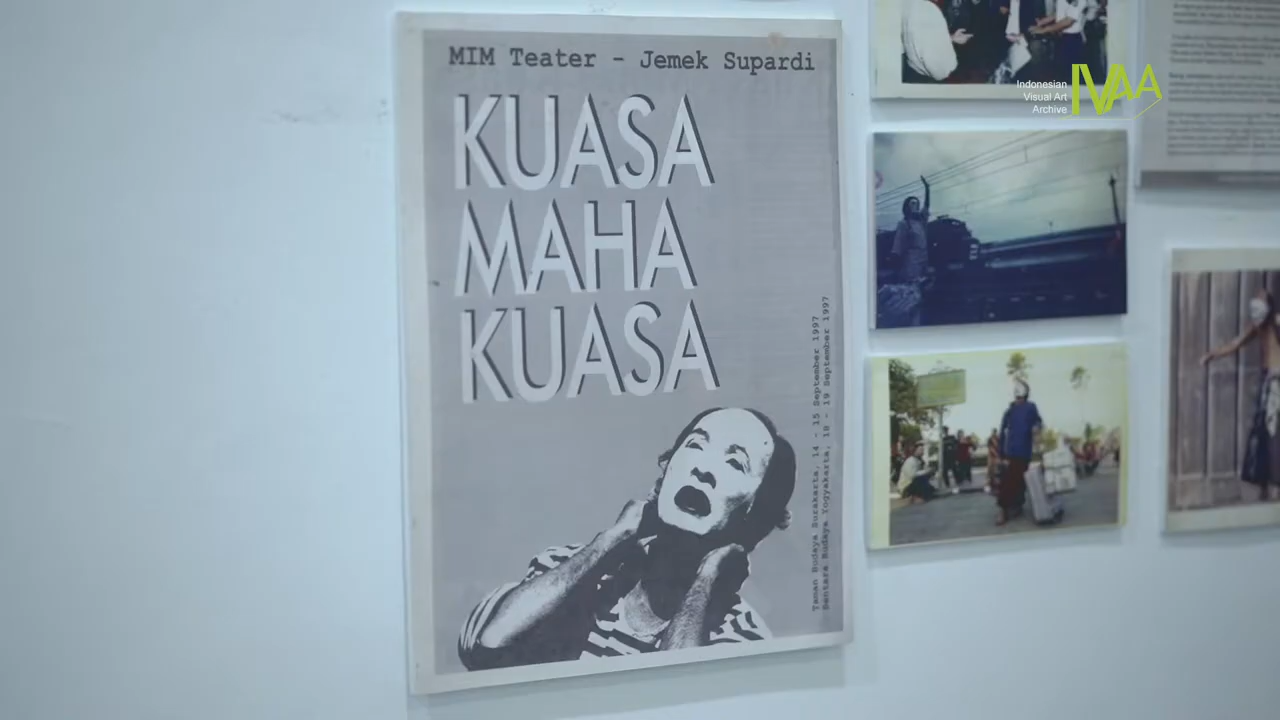 MIM Teater - Jemek Supardi
KUASA
MAHA
KUASA
Taman Budaya Surakarta, 14 - 15 September 1997
Bentara Budaya Yogyakarta, 18 - 19 September 1997
Indonesian
Visual Art
Archive
IVAA